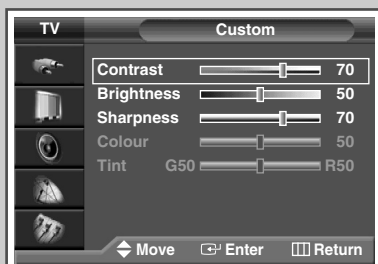 TV Custom
Contrast 70
Brightness 50
Sharpness 70
Colour 50
Tint G50 R50
Move Enter Return